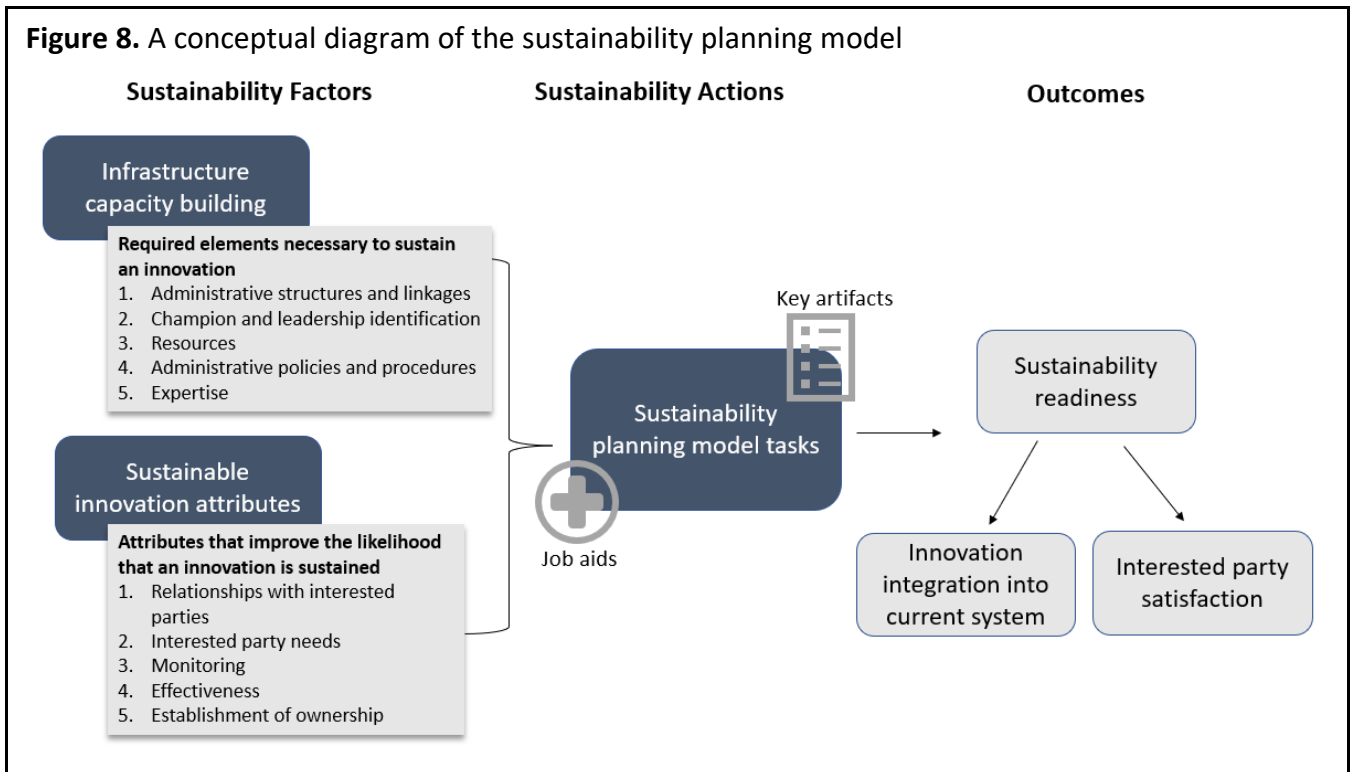 Figure 8. A conceptual diagram of the sustainability planning model
Sustainability Factors
Sustainability Actions
Outcomes
Infrastructure
capacity building
Required elements necessary to sustain
an innovation
1. Administrative structures and linkages
2. Champion and leadership identification
3. Resources
4. Administrative policies and procedures
5. Expertise
Sustainable
innovation attributes
Attributes that improve the likelihood
that an innovation is sustained
1. Relationships with interested
parties
2. Interested party needs
3. Monitoring
4. Effectiveness
5. Establishment of ownership
Key artifacts
Sustainability
planning model tasks
Job aids
Sustainability
readiness
Innovation
integration into
current system
Interested party
satisfaction